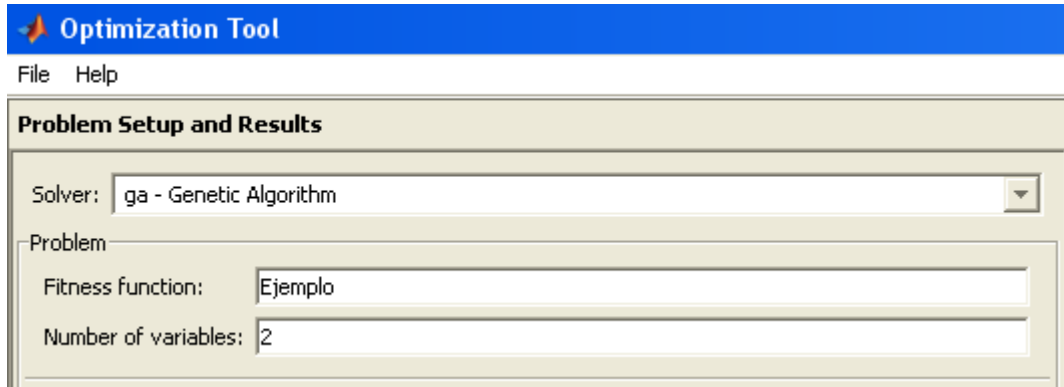 Optimization Tool
File Help
Problem Setup and Results
Solver: ga - Genetic Algorithm
Problem
Fitness function: Ejemplo
Number of variables: 2